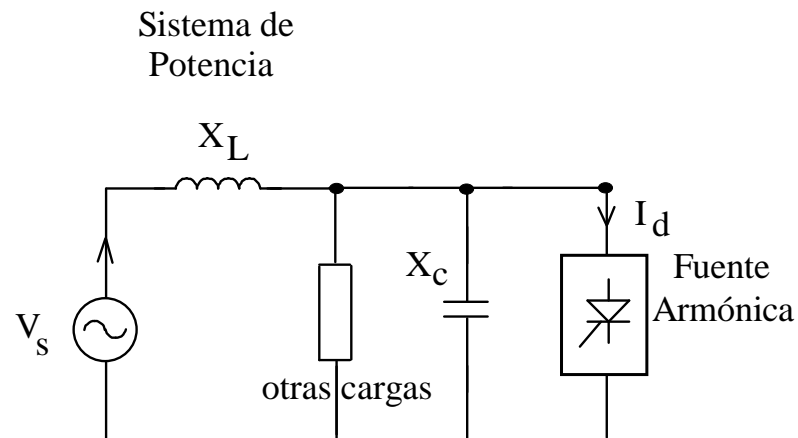 Sistema de
Potencia
X_L
I_d
X_c
Fuente
Armónica
V_s
otras cargas